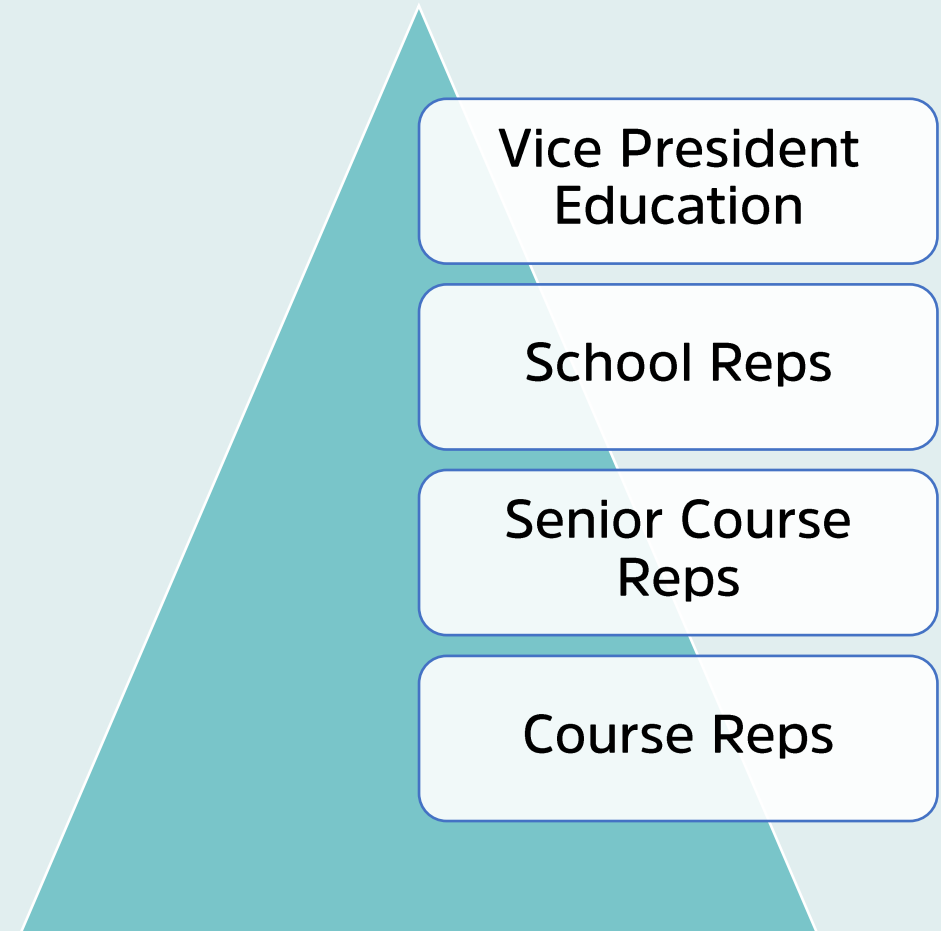 Vice President
Education
School Reps
Senior Course
Reps
Course Reps